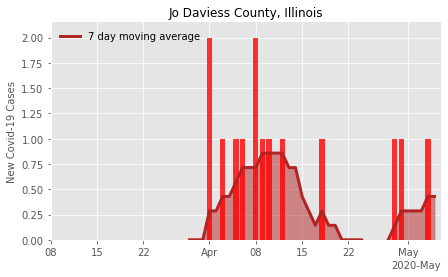 Jo Daviess County, Illinois
7 day moving average
New Covid-19 Cases
2.00
1.75
1.50
1.25
1.00
0.75
0.50
0.25
0.00
08
15
22
Apr
08
15
22
May
2020-May